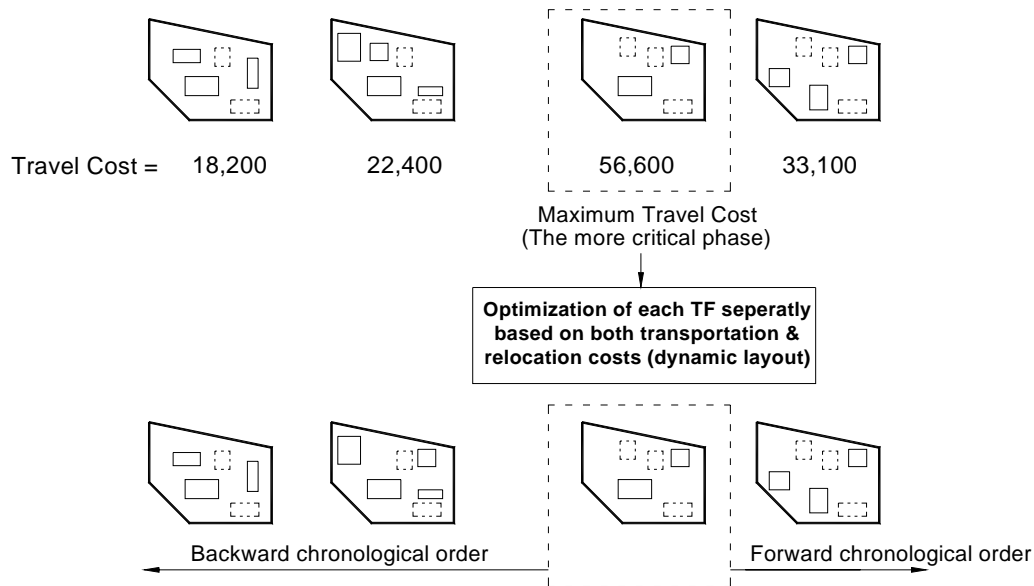 Travel Cost = 18,200 22,400 56,600 33,100
Maximum Travel Cost
(The more critical phase)
Optimization of each TF seperatly
based on both transportation &
relocation costs (dynamic layout)
Backward chronological order Forward chronological order